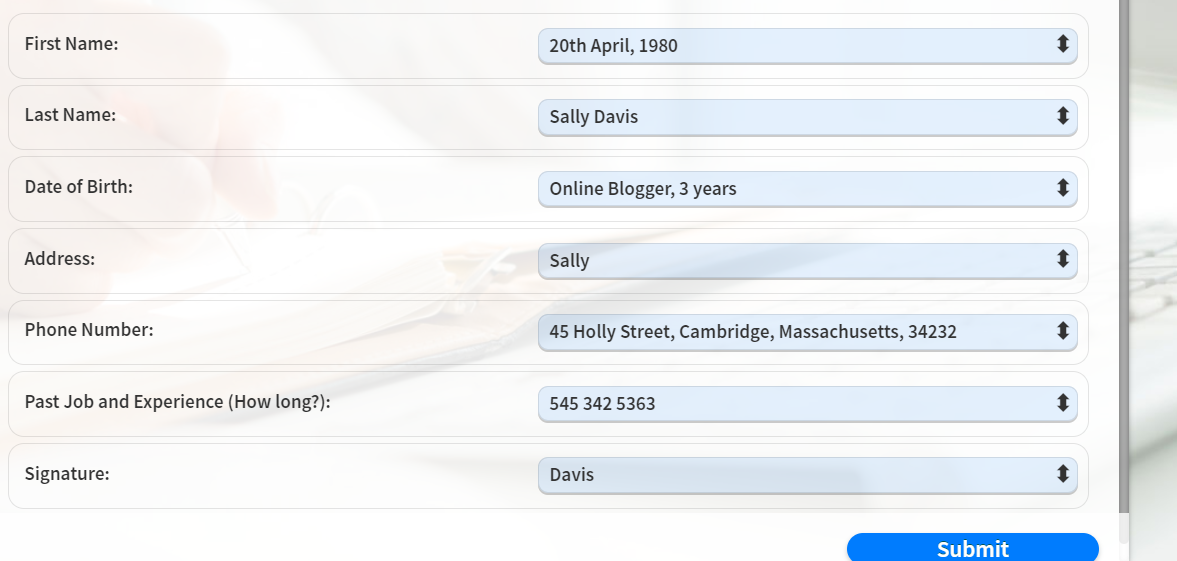 First Name: 20th April, 1980
Last Name: Sally Davis
Date of Birth: Online Blogger, 3 years
Address: Sally
Phone Number: 45 Holly Street, Cambridge, Massachusetts, 34232
Past Job and Experience (How long?): 545 342 5363
Signature: Davis
Submit